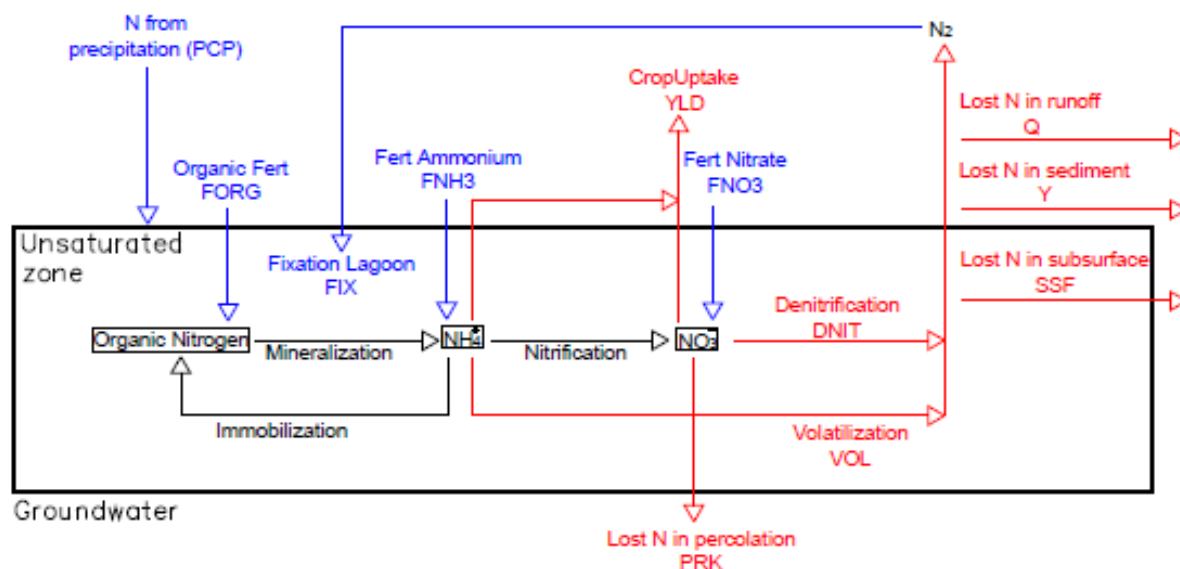 N from
precipitation (PCP)
N2
CropUptake
YLD
Lost N in runoff
Q
Organic Fert
FORG
Fert Ammonium
FNH3
Fert Nitrate
FNO3
Lost N in sediment
Y
Unsaturated
zone
Fixation Lagoon
FIX
Lost N in subsurface
SSF
Denitrification
DNIT
Organic Nitrogen
Mineralization
NH4+
Nitrification
NO3-
Immobilization
Volatilization
VOL
Groundwater
Lost N in percolation
PRK